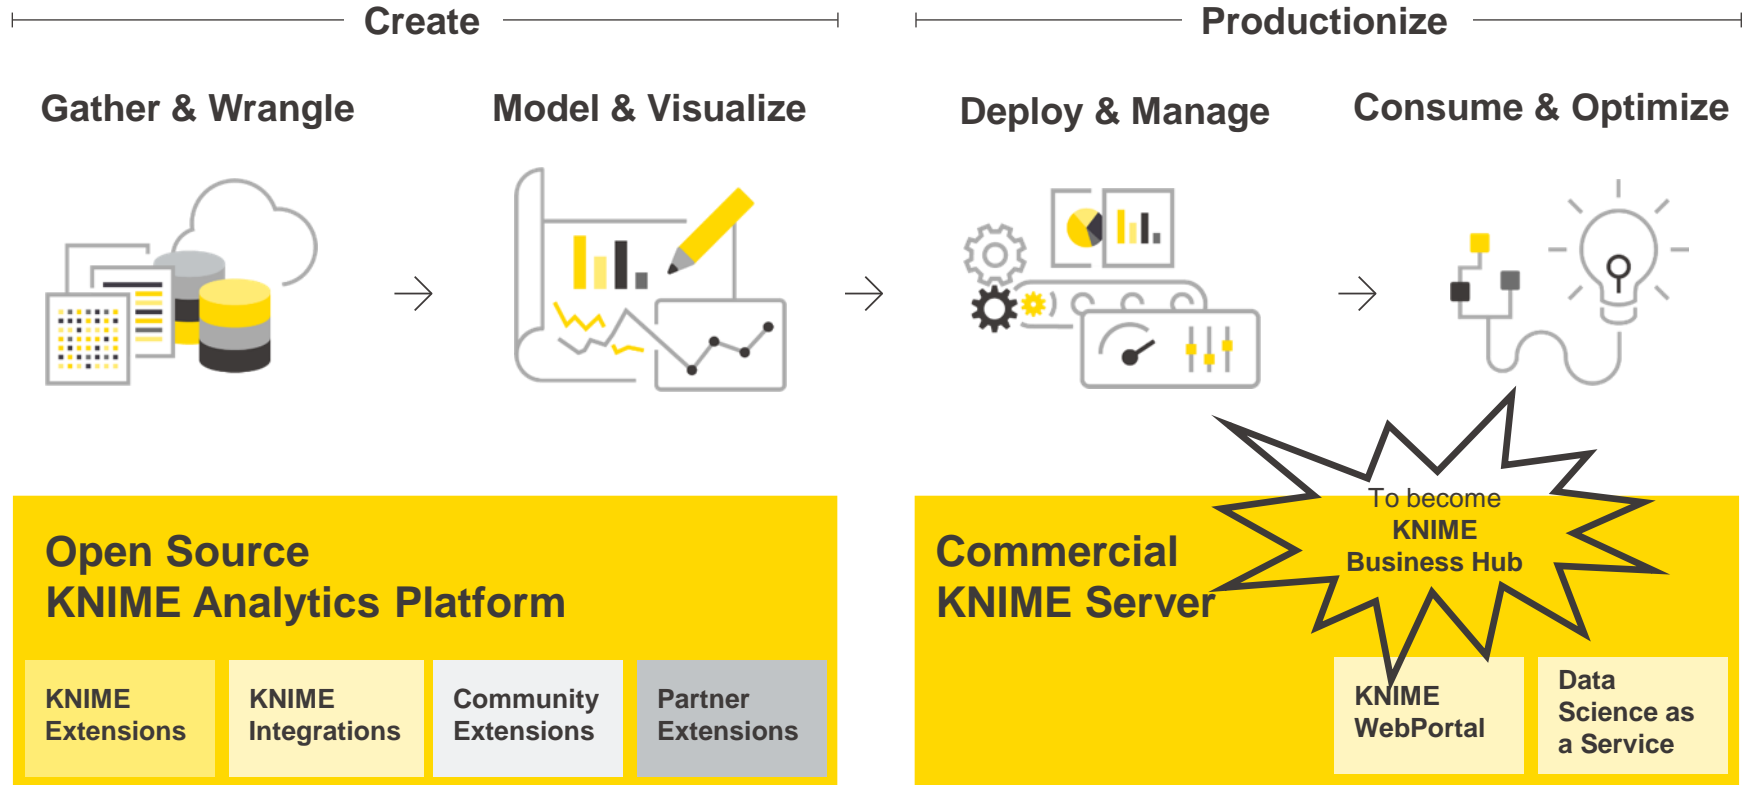 Create
Productionize
Gather & Wrangle
Model & Visualize
Deploy & Manage
Consume & Optimize
Open Source
KNIME Analytics Platform
KNIME
Extensions
KNIME
Integrations
Community
Extensions
Partner
Extensions
Commercial
KNIME Server
To become
KNIME
Business Hub
KNIME
WebPortal
Data
Science as
a Service